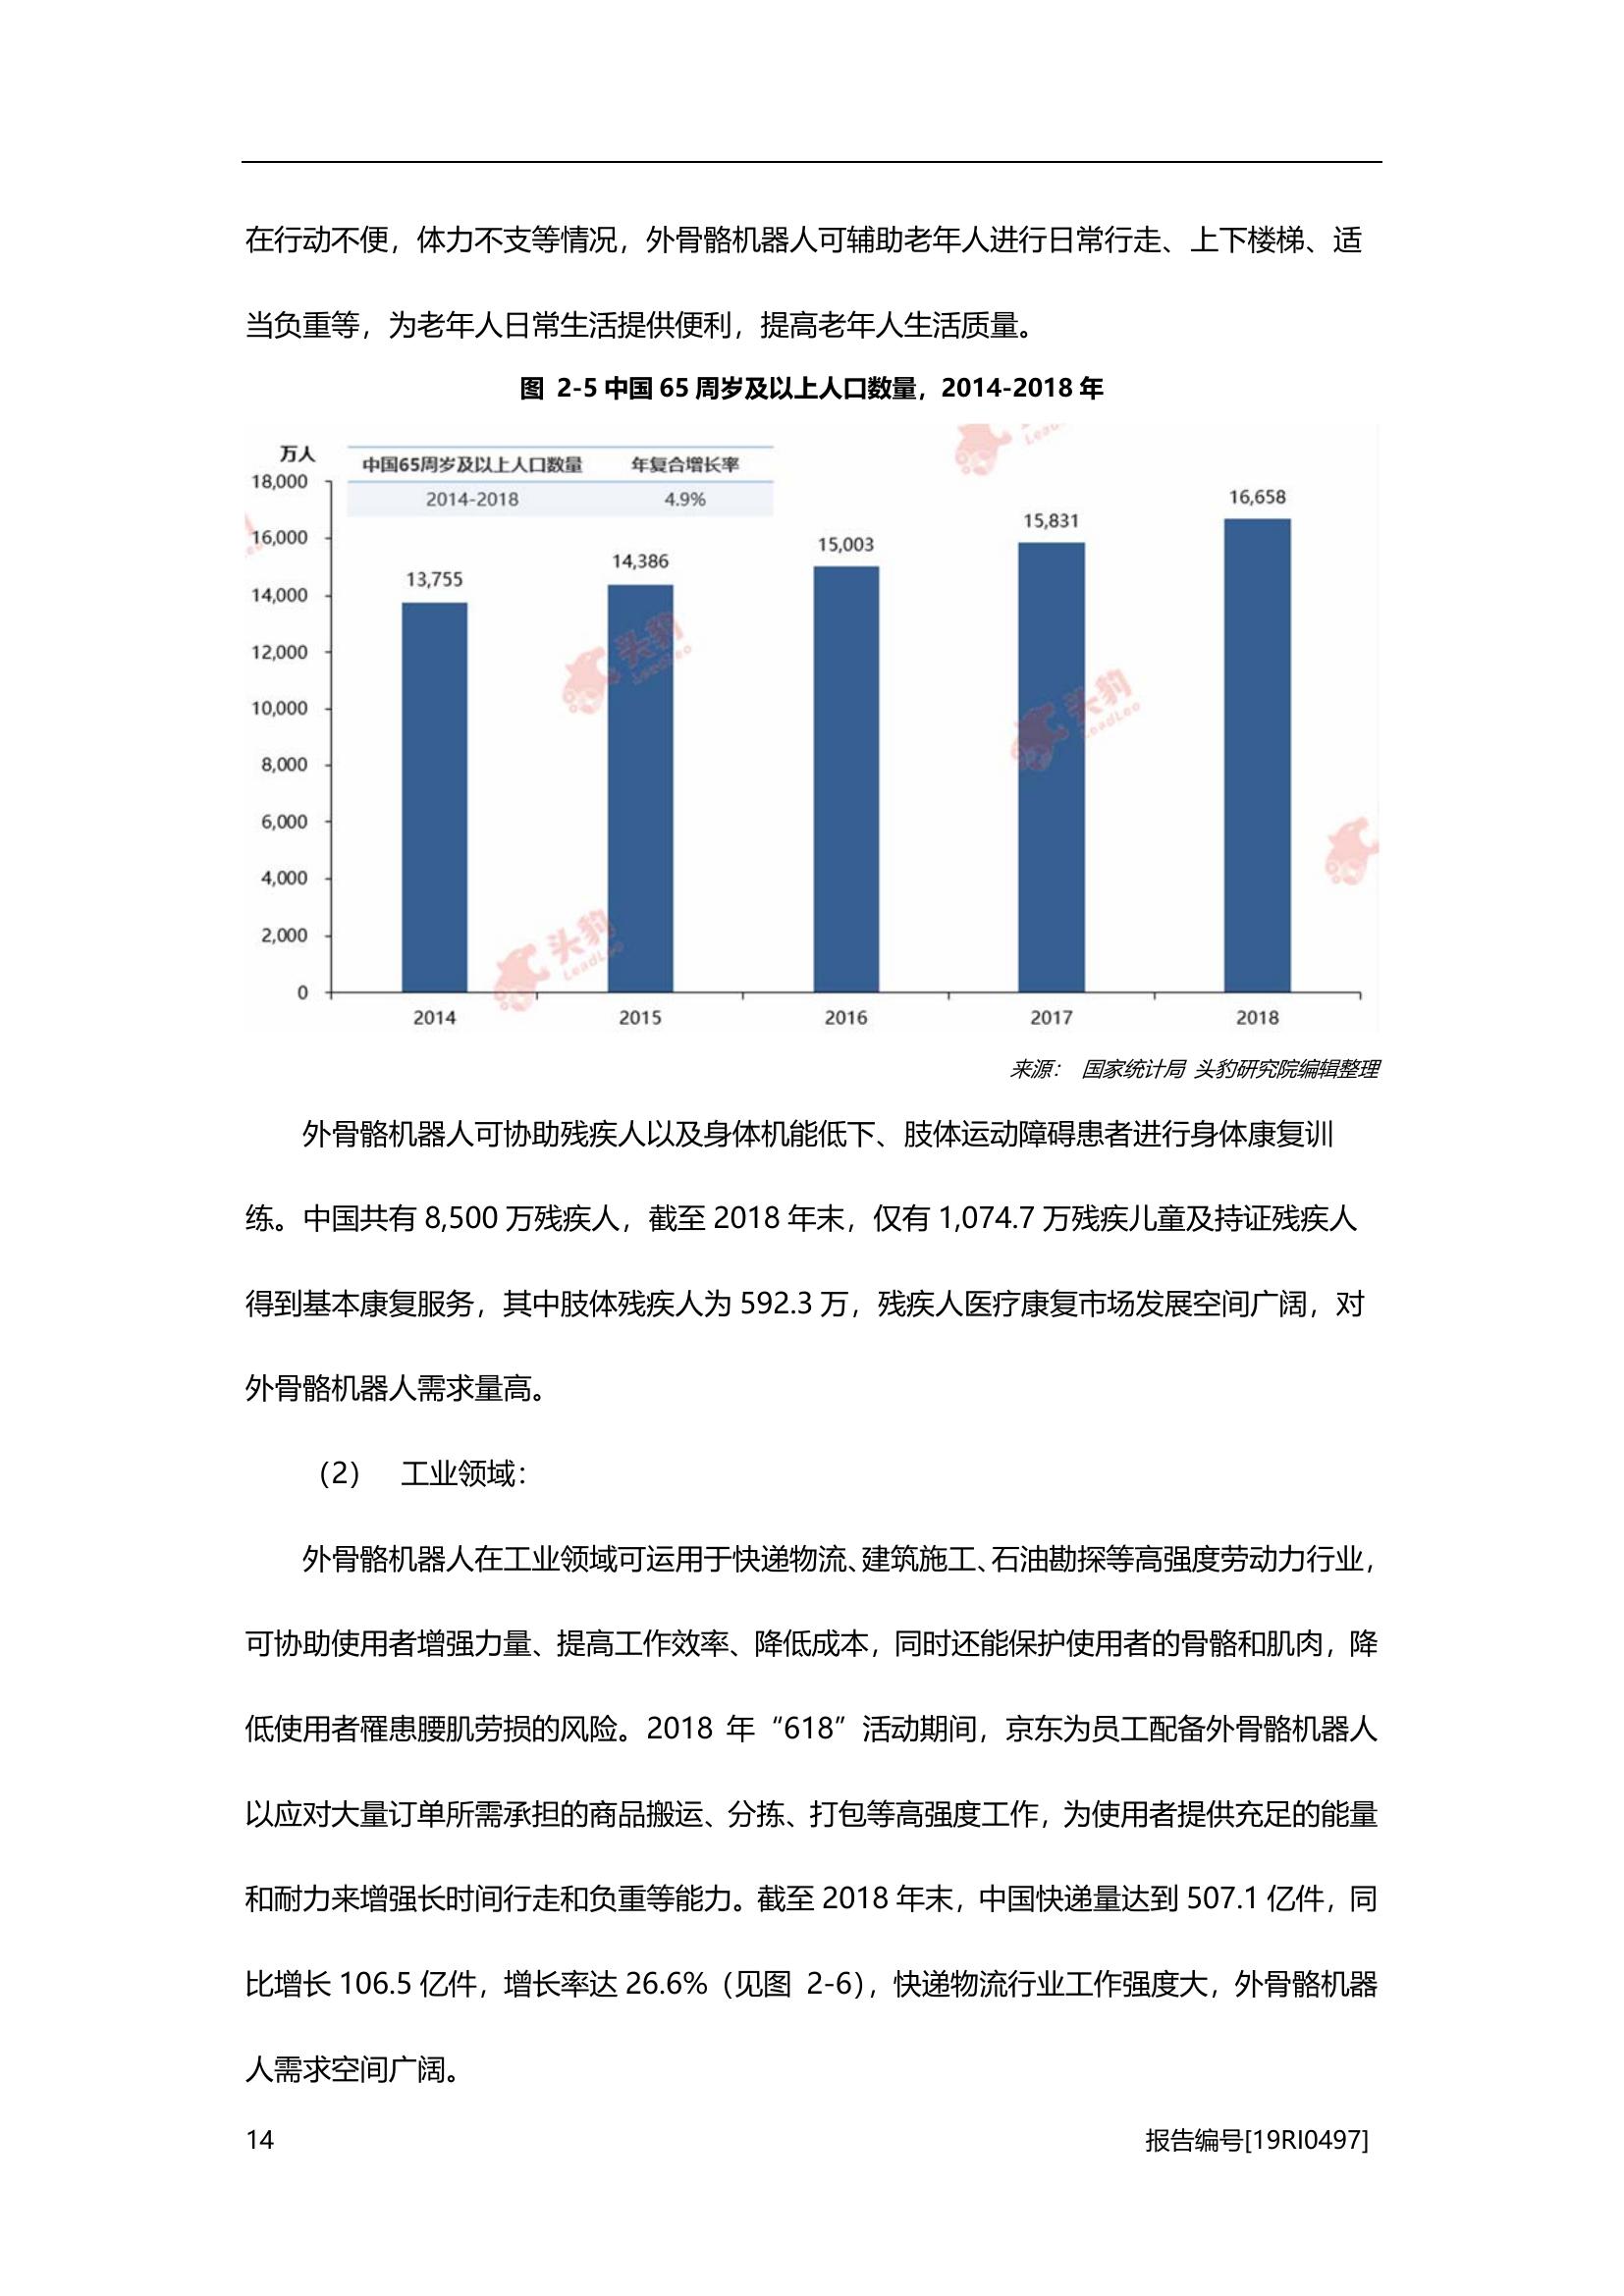 在行动不便，体力不支等情况，外骨骼机器人可辅助老年人进行日常行走、上下楼梯、适
当负重等，为老年人日常生活提供便利，提高老年人生活质量。
图 2-5 中国 65 周岁及以上人口数量，2014-2018 年
万人
中国65周岁及以上人口数量 年复合增长率
2014-2018 4.9%
18,000
16,000
14,000
12,000
10,000
8,000
6,000
4,000
2,000
0
13,755
14,386
15,003
15,831
16,658
2014 2015 2016 2017 2018
头豹
LeadLeo
头豹
LeadLeo
头豹
LeadLeo
来源： 国家统计局 头豹研究院编辑整理
外骨骼机器人可协助残疾人以及身体机能低下、肢体运动障碍患者进行身体康复训
练。中国共有 8,500 万残疾人，截至 2018 年末，仅有 1,074.7 万残疾儿童及持证残疾人
得到基本康复服务，其中肢体残疾人为 592.3 万，残疾人医疗康复市场发展空间广阔，对
外骨骼机器人需求量高。
（2） 工业领域：
外骨骼机器人在工业领域可运用于快递物流、建筑施工、石油勘探等高强度劳动力行业，
可协助使用者增强力量、提高工作效率、降低成本，同时还能保护使用者的骨骼和肌肉，降
低使用者罹患腰肌劳损的风险。2018 年“618”活动期间，京东为员工配备外骨骼机器人
以应对大量订单所需承担的商品搬运、分拣、打包等高强度工作，为使用者提供充足的能量
和耐力来增强长时间行走和负重等能力。截至 2018 年末，中国快递量达到 507.1 亿件，同
比增长 106.5 亿件，增长率达 26.6%（见图 2-6），快递物流行业工作强度大，外骨骼机器
人需求空间广阔。
14 报告编号[19RI0497]